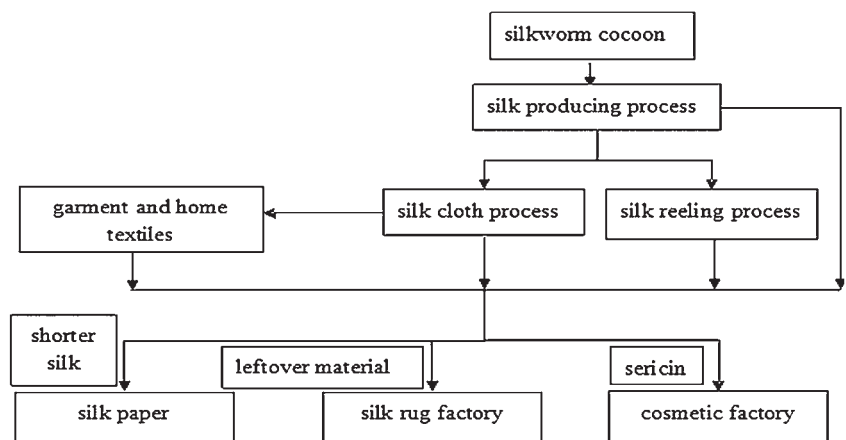 silkworm cocoon
silk producing process
garment and home
textiles
silk cloth process
silk reeling process
shorter
silk
leftover material
sericin
silk paper
silk rug factory
cosmetic factory